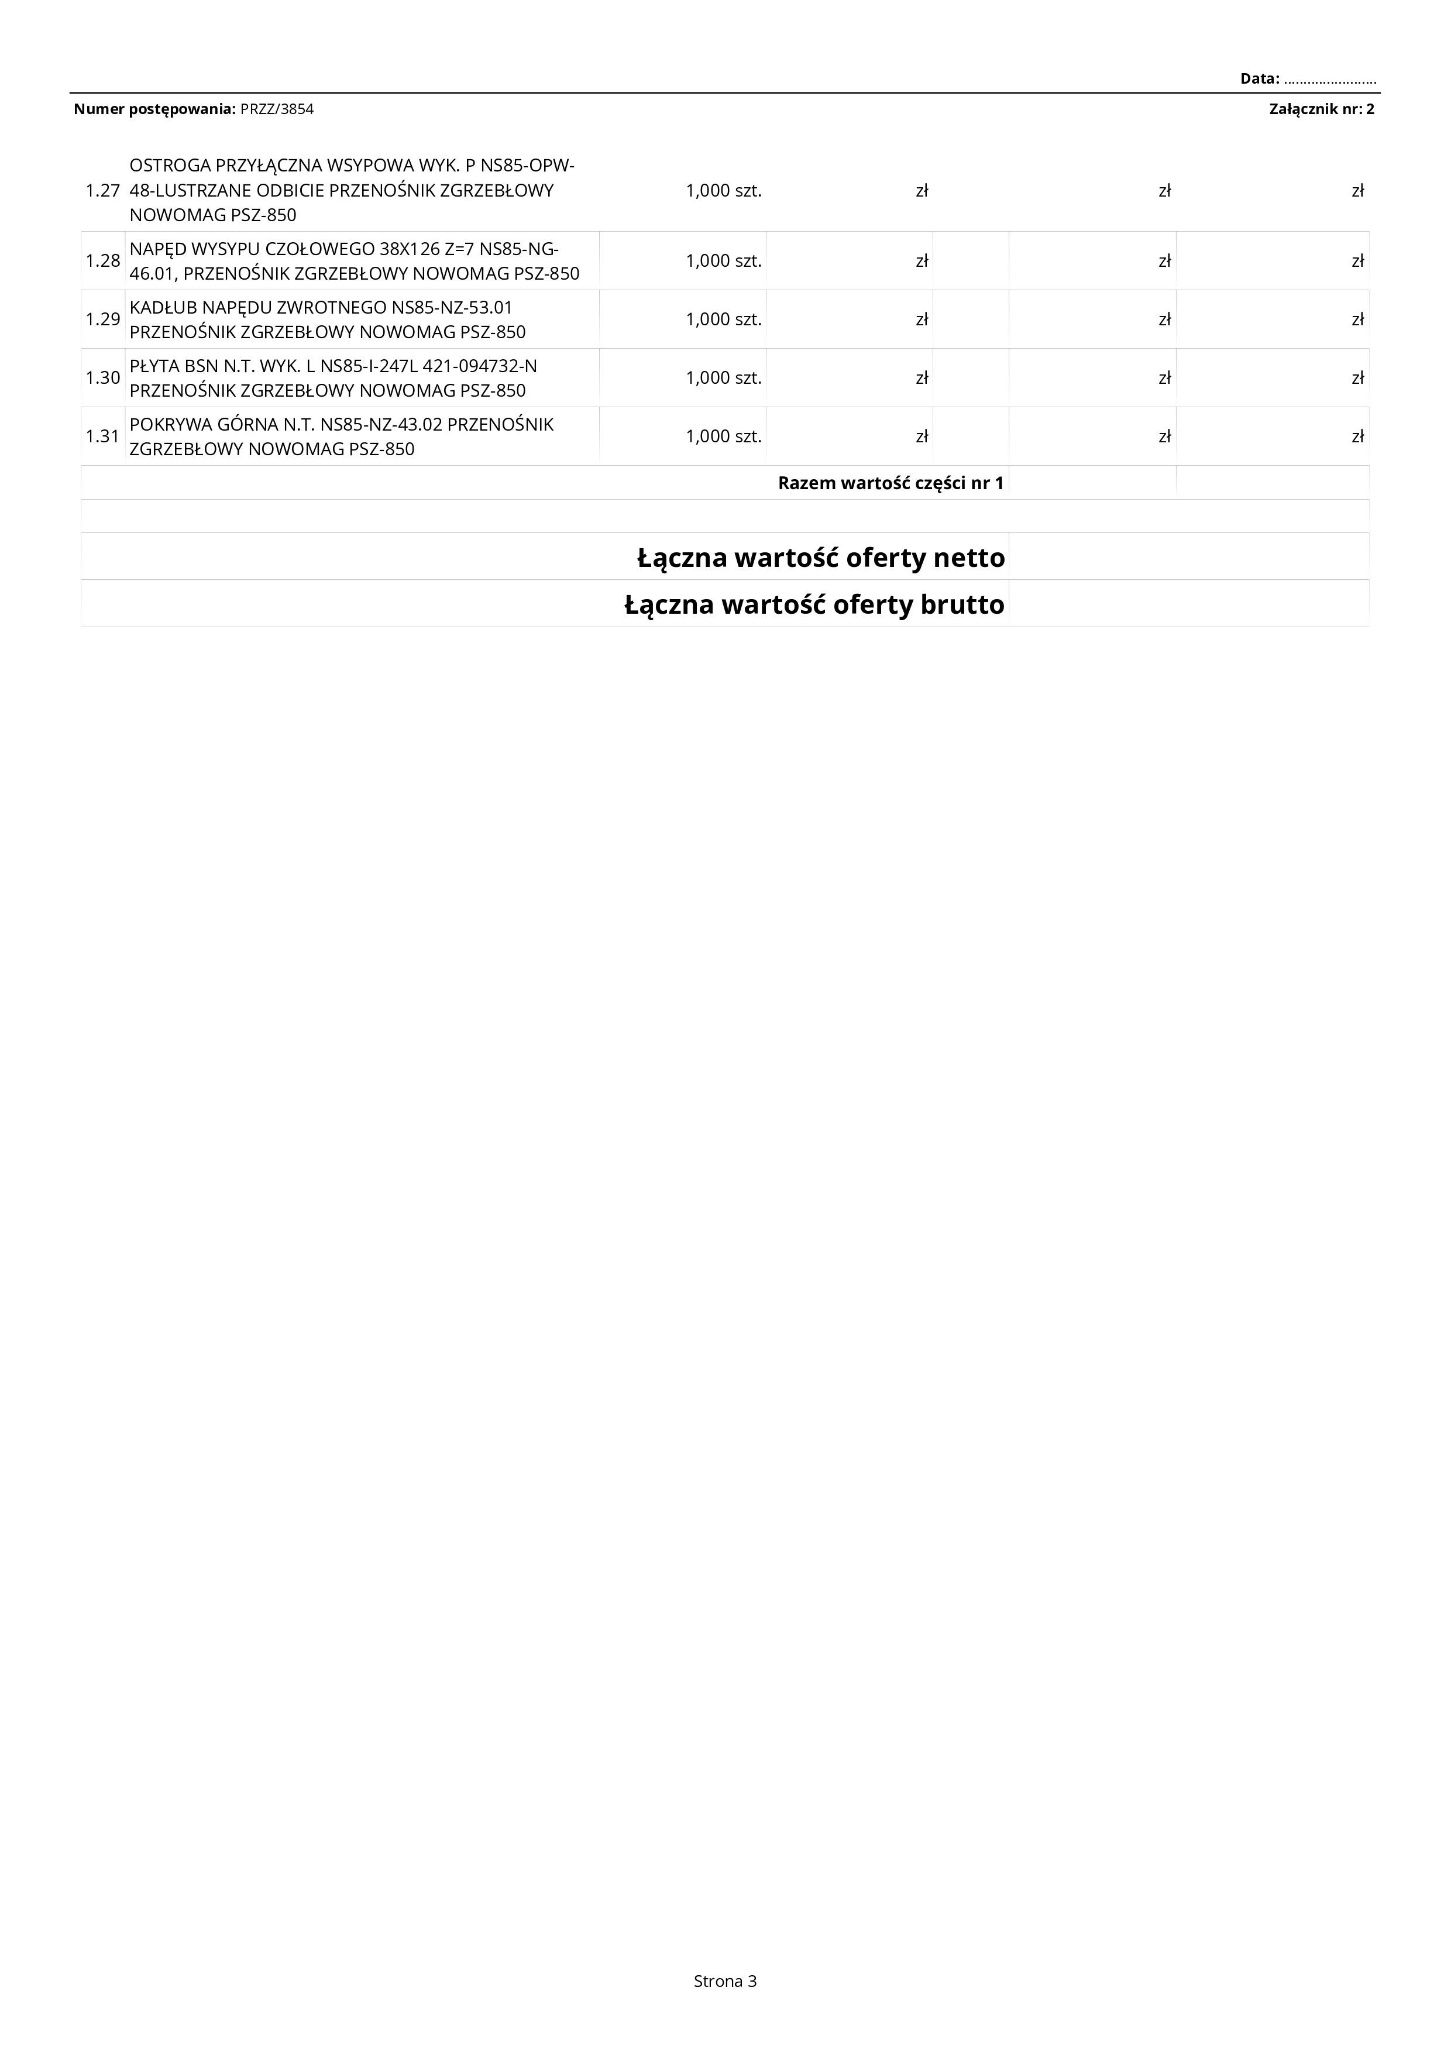 Data: ........................
Numer postępowania: PRZZ/3854 Załącznik nr: 2
OSTROGA PRZYŁĄCZNA WSYPOWA WYK. P NS85-OPW-
1.27 48-LUSTRZANE ODBICIE PRZENOŚNIK ZGRZEBŁOWY 1,000 szt. zł zł zł
NOWOMAG PSZ-850
NAPĘD WYSYPU CZOŁOWEGO 38X126 Z=7 NS85-NG-
1.28 1,000 szt. zł zł zł
46.01, PRZENOŚNIK ZGRZEBŁOWY NOWOMAG PSZ-850
KADŁUB NAPĘDU ZWROTNEGO NS85-NZ-53.01
1.29 1,000 szt. zł zł zł
PRZENOŚNIK ZGRZEBŁOWY NOWOMAG PSZ-850
PŁYTA BSN N.T. WYK. L NS85-I-247L 421-094732-N
1.30 1,000 szt. zł zł zł
PRZENOŚNIK ZGRZEBŁOWY NOWOMAG PSZ-850
POKRYWA GÓRNA N.T. NS85-NZ-43.02 PRZENOŚNIK
1.31 1,000 szt. zł zł zł
ZGRZEBŁOWY NOWOMAG PSZ-850
Razem wartość części nr 1
Łączna wartość oferty netto
Łączna wartość oferty brutto
Strona 3